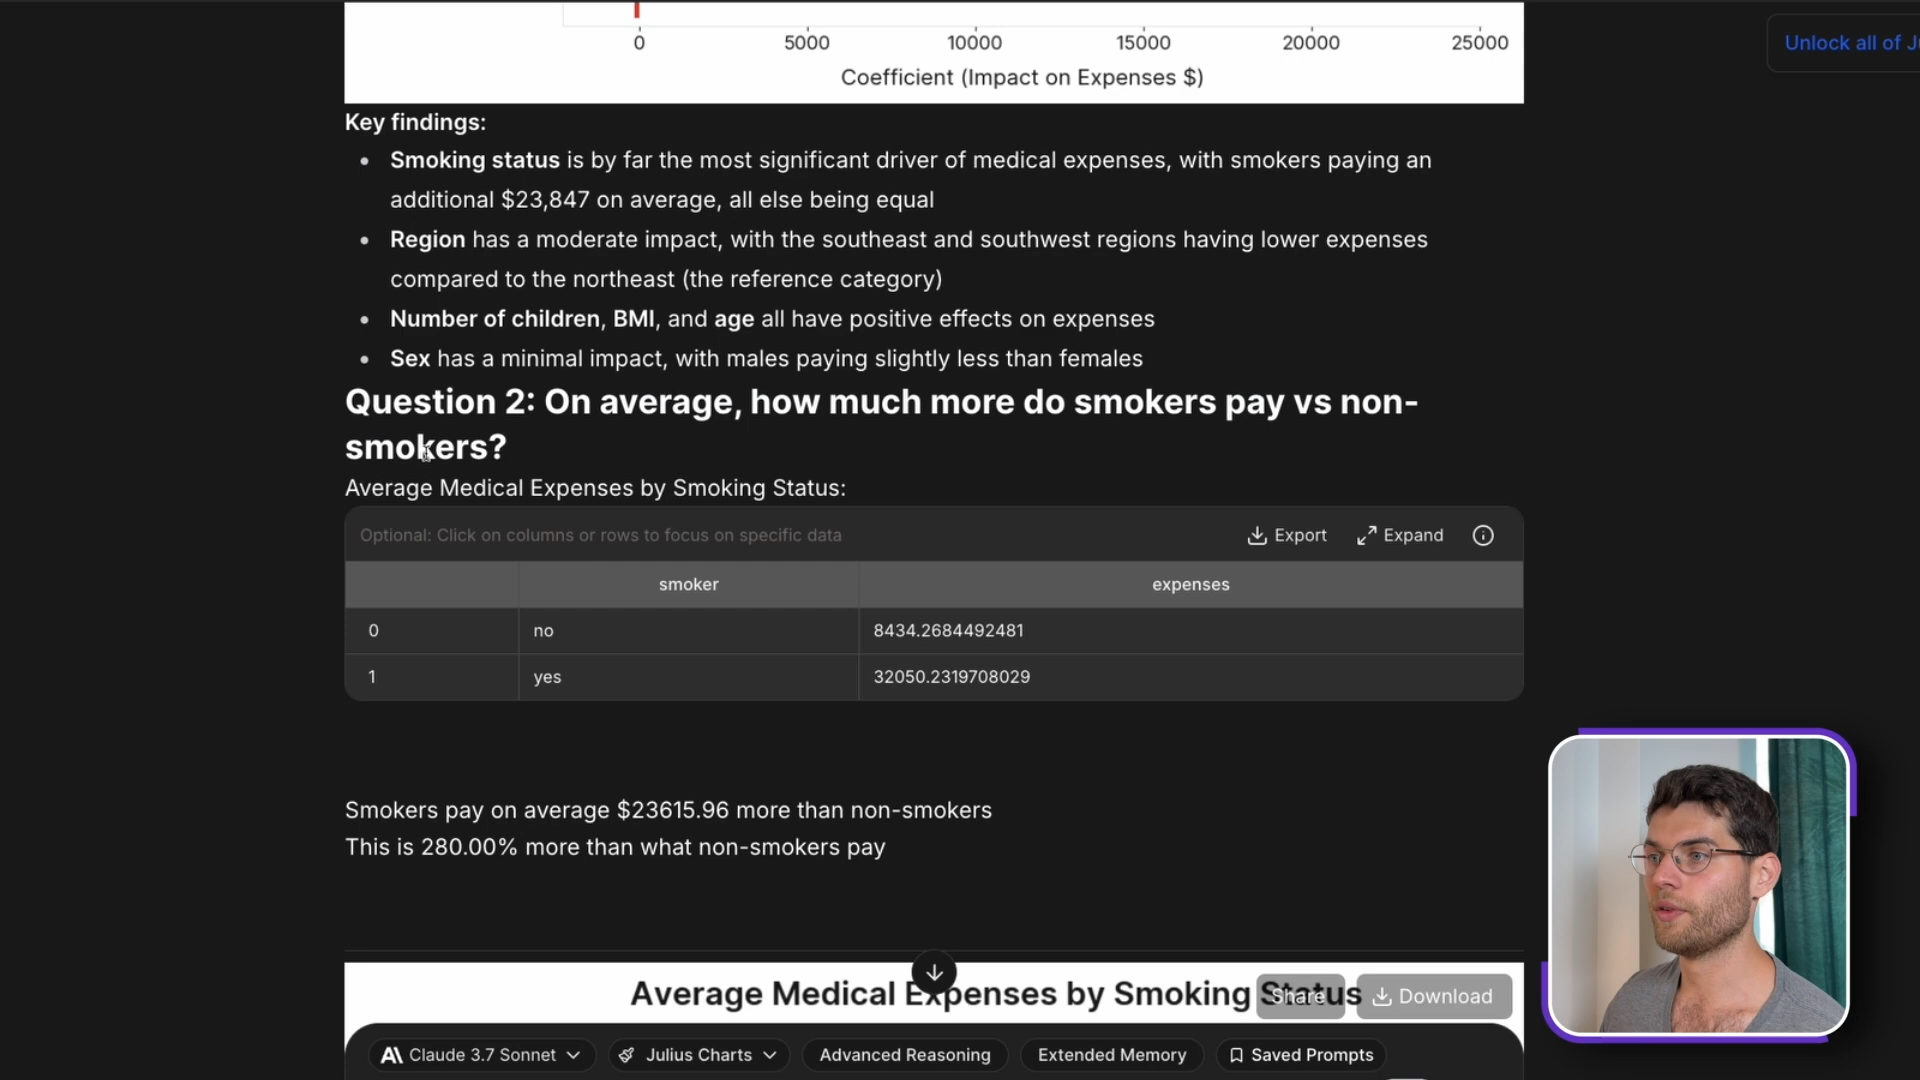 0 5000 10000 15000 20000 25000
Unlock all of J
Coefficient (Impact on Expenses $)
Key findings:
• Smoking status is by far the most significant driver of medical expenses, with smokers paying an
additional $23,847 on average, all else being equal
• Region has a moderate impact, with the southeast and southwest regions having lower expenses
compared to the northeast (the reference category)
• Number of children, BMI, and age all have positive effects on expenses
• Sex has a minimal impact, with males paying slightly less than females
Question 2: On average, how much more do smokers pay vs non-
smokers?
Average Medical Expenses by Smoking Status:
Optional: Click on columns or rows to focus on specific data Export Expand
smoker expenses
0 no 8434.2684492481
1 yes 32050.2319708029
Smokers pay on average $23615.96 more than non-smokers
This is 280.00% more than what non-smokers pay
Average Medical Expenses by Smoking Status
Share Download
Claude 3.7 Sonnet Julius Charts Advanced Reasoning Extended Memory Saved Prompts